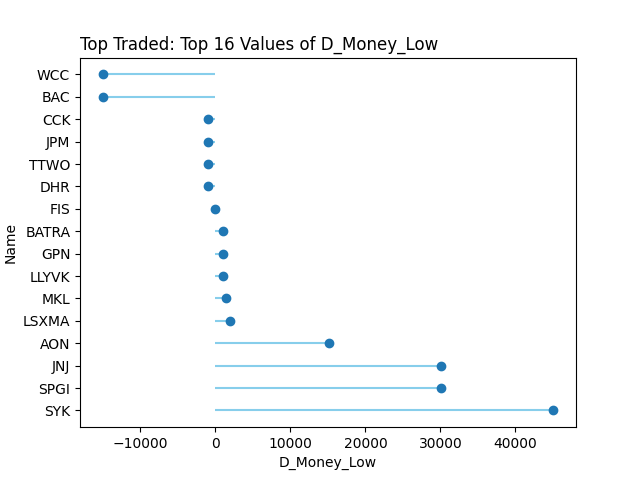 Top Traded: Top 16 Values of D_Money_Low
WCC
BAC
CCK
JPM
TTWO
DHR
FIS
BATRA
GPN
LLYVK
MKL
LSXMA
AON
JNJ
SPGI
SYK
Name
−10000 0 10000 20000 30000 40000
D_Money_Low